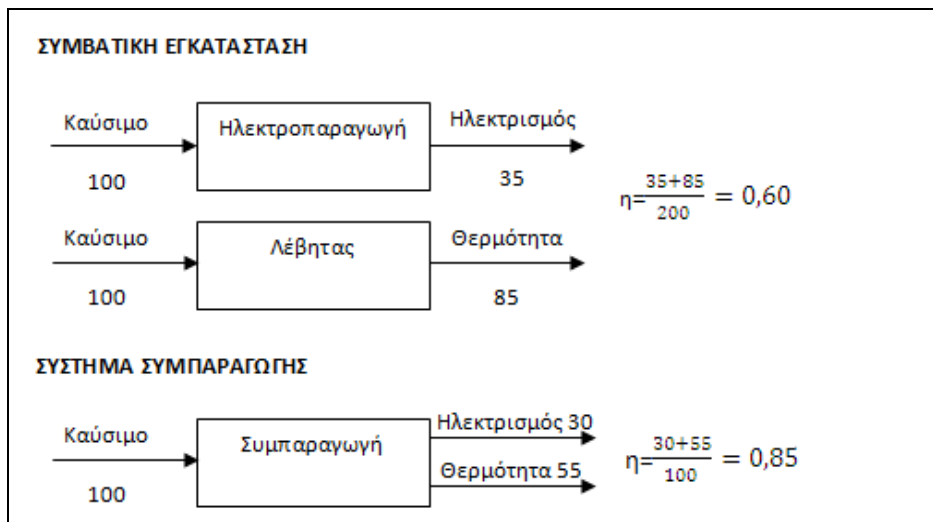 ΣΥΜΒΑΤΙΚΗ ΕΓΚΑΤΑΣΤΑΣΗ
Καύσιμο
100
Ηλεκτροπαραγωγή
Ηλεκτρισμός
35
Καύσιμο
100
Λέβητας
Θερμότητα
85
η=35+85/200 = 0,60
ΣΥΣΤΗΜΑ ΣΥΜΠΑΡΑΓΩΓΗΣ
Καύσιμο
100
Συμπαραγωγή
Ηλεκτρισμός 30
Θερμότητα 55
η=30+55/100 = 0,85